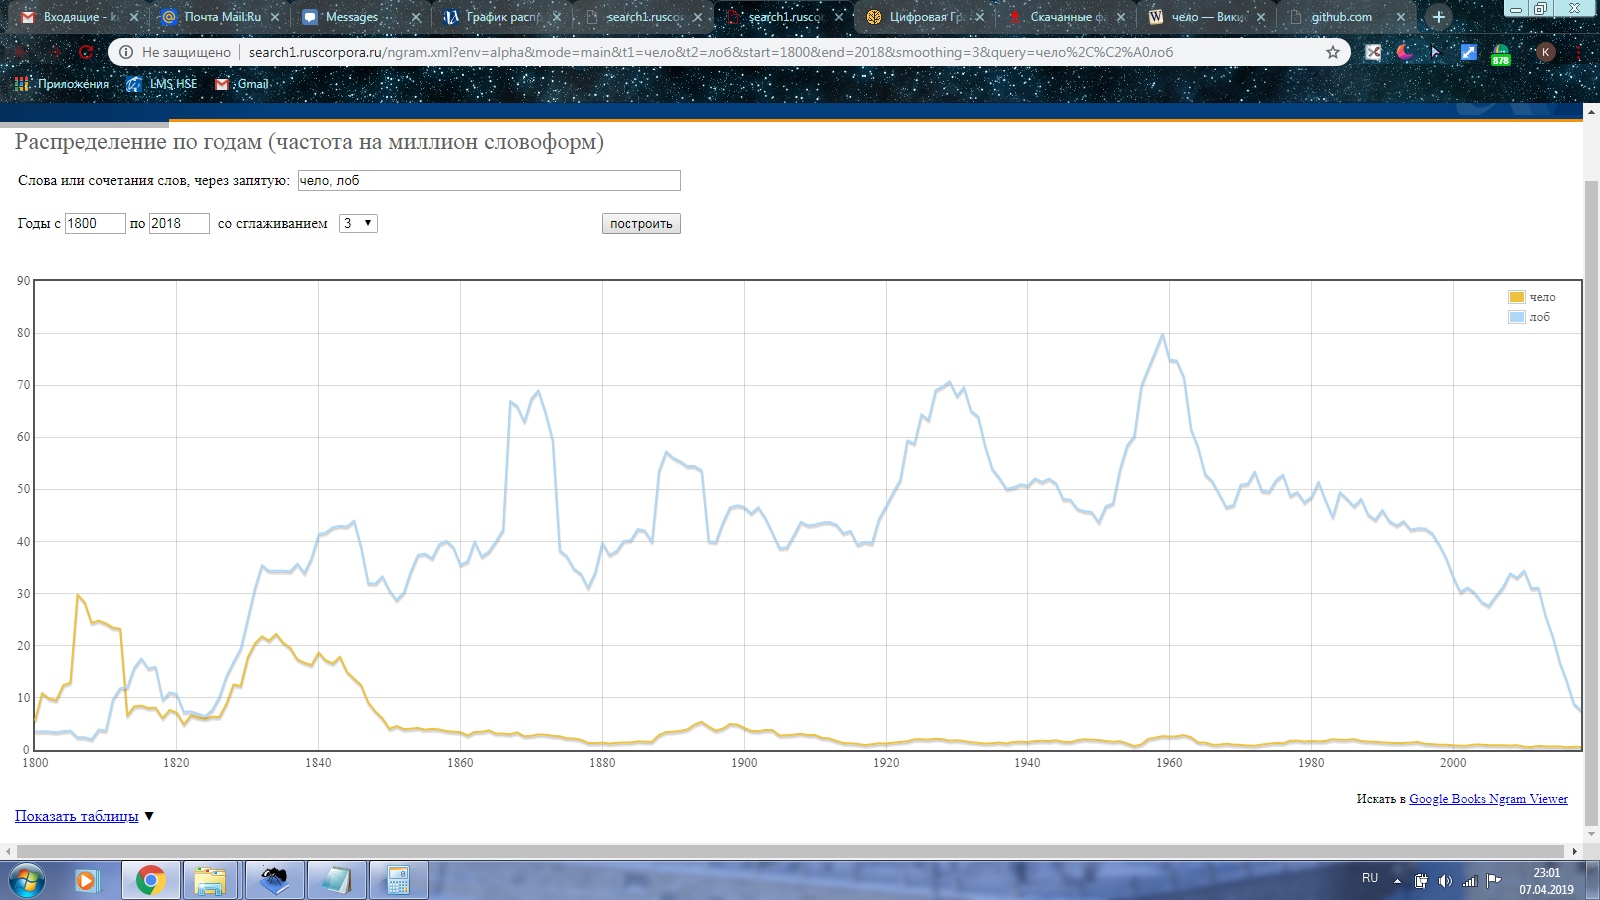 Входящие -
Почта Mail.Ru
Messages
График расп
search1.rusco
search1.rusco
Цифровая Гр
Скачанные ф
W чело — Вики
github.com
Не защищено | search1.ruscorpora.ru/ngram.xml?env=alpha&mode=main&t1=чело&t2=лоб&start=1800&end=2018&smoothing=3&query=чело%2C%C2%A0лоб
878
K
Приложения LMS HSE Gmail
Распределение по годам (частота на миллион словоформ)
Слова или сочетания слов, через запятую: чело, лоб
Годы с 1800 по 2018 со сглаживанием 3 построить
90
чело
лоб
80
70
60
50
40
30
20
10
0
1800 1820 1840 1860 1880 1900 1920 1940 1960 1980 2000
Искать в Google Books Ngram Viewer
Показать таблицы ▼
RU
23:01
07.04.2019